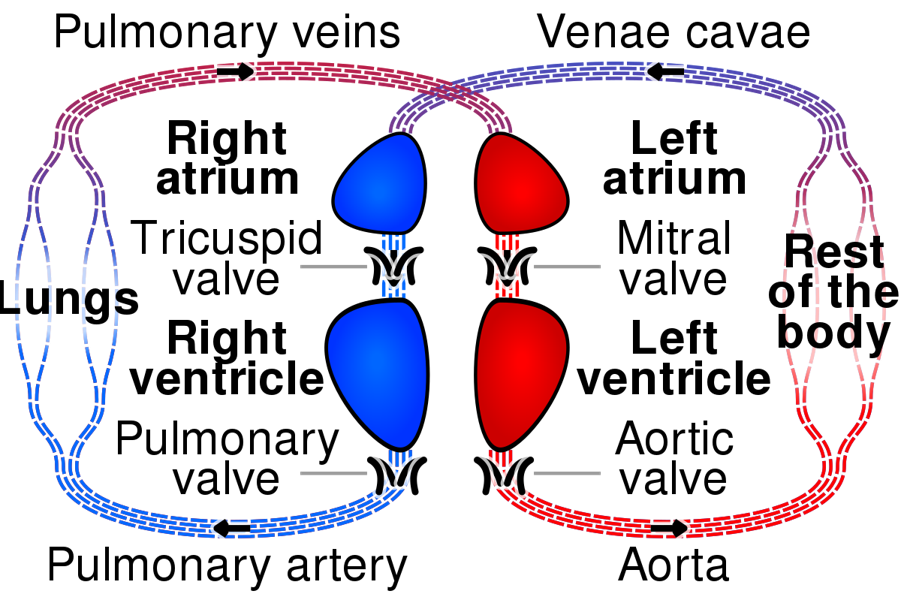 Pulmonary veins
Venae cavae
Right
atrium
Left
atrium
Tricuspid
valve
Mitral
valve
Lungs
Rest
of the
body
Right
ventricle
Left
ventricle
Pulmonary
valve
Aortic
valve
Pulmonary artery
Aorta